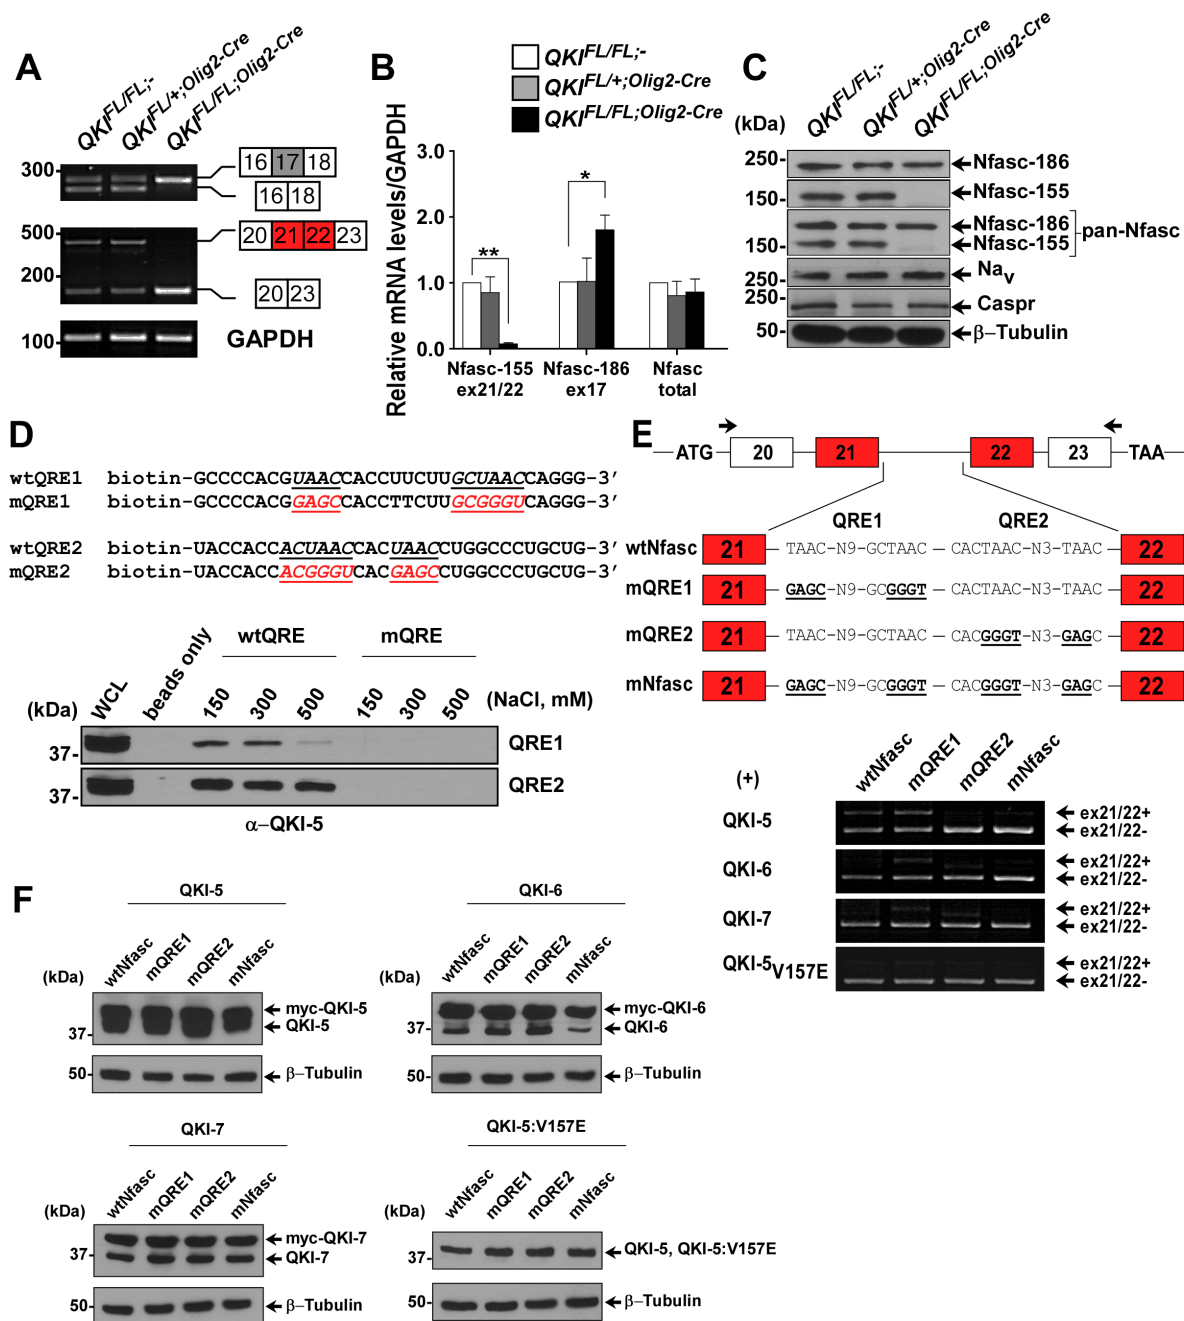 A
QKI^FL/FL;-
QKI^FL/+;Olig2-Cre
QKI^FL/FL;Olig2-Cre
300
16 17 18
16 18
500
20 21 22 23
200
20 23
100
GAPDH
B
QKI^FL/FL;-
QKI^FL/+;Olig2-Cre
QKI^FL/FL;Olig2-Cre
Relative mRNA levels/GAPDH
3.0
2.0
1.0
0.0
**
*
Nfasc-155 Nfasc-186 Nfasc
ex21/22 ex17 total
C
QKI^FL/FL;-
QKI^FL/+;Olig2-Cre
QKI^FL/FL;Olig2-Cre
(kDa)
250- Nfasc-186
150- Nfasc-155
Nfasc-186
pan-Nfasc
150- Nfasc-155
250- Na_v
250- Caspr
50- β–Tubulin
D
wtQRE1 biotin-GCCCCACGUAACCACCUUCUUGCUAACCAGGG-3′
mQRE1 biotin-GCCCCACGGAGCCACCTTCUUGCGGGUCAGGG-3′
wtQRE2 biotin-UACCACCACUAACCACUAACCUGGCCCUGCUG-3′
mQRE2 biotin-UACCACCACGGGUCACGAGCCUGGCCCUGCUG-3′
wtQRE mQRE
(kDa) WCL beads only 150 300 500 150 300 500 (NaCl, mM)
37- QRE1
37- QRE2
α–QKI-5
E
ATG 20 21 22 23 TAA
QRE1 QRE2
wtNfasc 21 TAAC-N9-GCTAAC — CACTAAC-N3-TAAC 22
mQRE1 21 GAGC-N9-GCGGGT — CACTAAC-N3-TAAC 22
mQRE2 21 TAAC-N9-GCTAAC — CACGGGT-N3-GAGC 22
mNfasc 21 GAGC-N9-GCGGGT — CACGGGT-N3-GAGC 22
(+) wtNfasc mQRE1 mQRE2 mNfasc
QKI-5 ex21/22+
ex21/22-
QKI-6 ex21/22+
ex21/22-
QKI-7 ex21/22+
ex21/22-
QKI-5_V157E ex21/22+
ex21/22-
F
QKI-5
(kDa) wtNfasc mQRE1 mQRE2 mNfasc
myc-QKI-5
37- QKI-5
50- β–Tubulin
QKI-6
(kDa) wtNfasc mQRE1 mQRE2 mNfasc
myc-QKI-6
37- QKI-6
50- β–Tubulin
QKI-7
(kDa) wtNfasc mQRE1 mQRE2 mNfasc
myc-QKI-7
37- QKI-7
50- β–Tubulin
QKI-5:V157E
(kDa) wtNfasc mQRE1 mQRE2 mNfasc
37- QKI-5, QKI-5:V157E
50- β–Tubulin